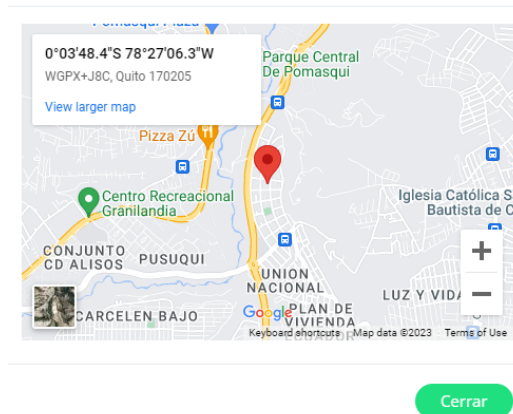 0°03'48.4"S 78°27'06.3"W
WGPX+J8C, Quito 170205
View larger map
Parque Central
De Pomasqui
Pizza Zú
Centro Recreacional
Granilandia
Iglesia Católica S
Bautista de C
CONJUNTO
CD ALISOS
PUSUQUI
UNION
NACIONAL
LUZ Y VIDA
CARCELEN BAJO
Google
PLAN DE
VIVIENDA
Keyboard shortcuts
Map data ©2023
Terms of Use
Cerrar